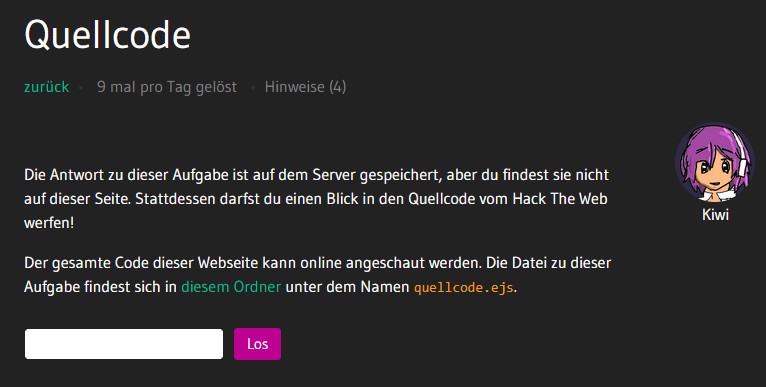 Quellcode
zurück • 9 mal pro Tag gelöst • Hinweise (4)
Die Antwort zu dieser Aufgabe ist auf dem Server gespeichert, aber du findest sie nicht
auf dieser Seite. Stattdessen darfst du einen Blick in den Quellcode vom Hack The Web
werfen!
Kiwi
Der gesamte Code dieser Webseite kann online angeschaut werden. Die Datei zu dieser
Aufgabe findest sich in diesem Ordner unter dem Namen quellcode.ejs.
Los